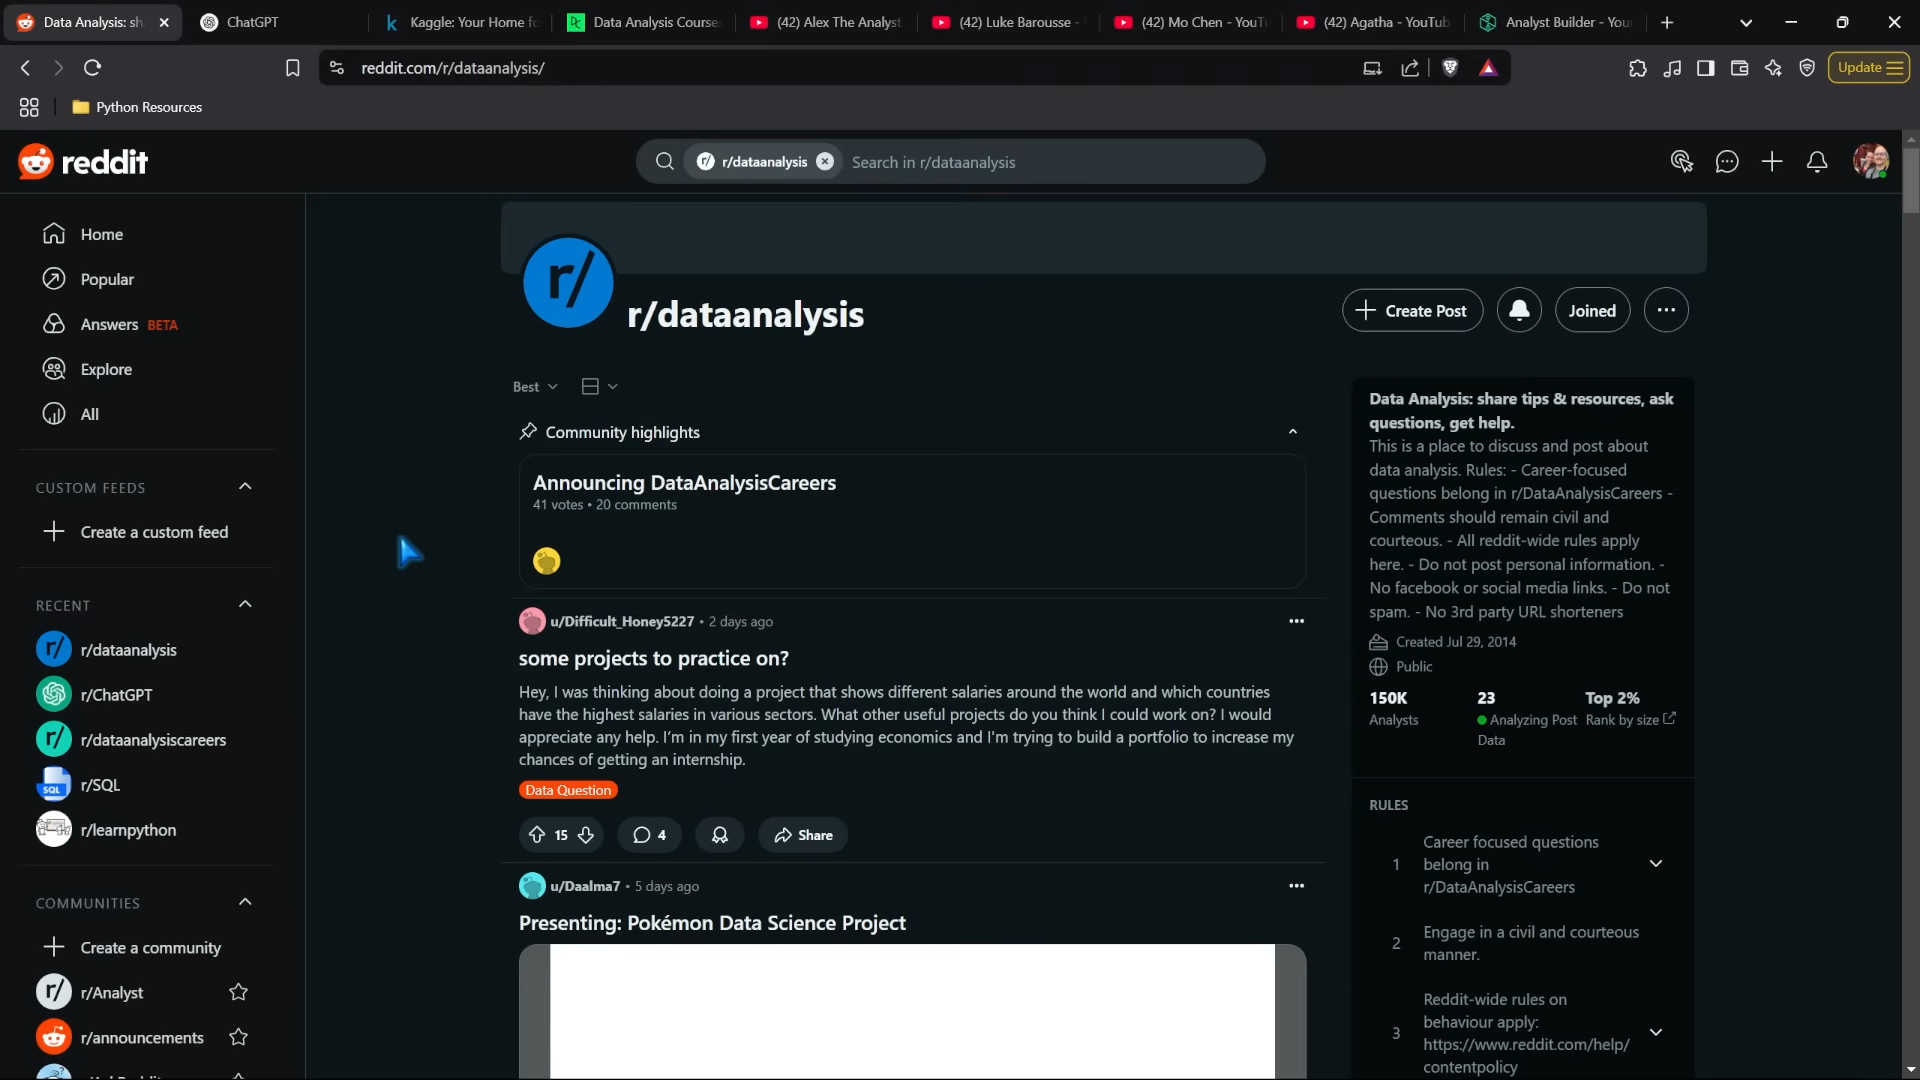 Data Analysis: sh
ChatGPT
Kaggle: Your Home fo
Data Analysis Courses
(42) Alex The Analyst
(42) Luke Barousse -
(42) Mo Chen - YouTu
(42) Agatha - YouTub
Analyst Builder - You
reddit.com/r/dataanalysis/
Update
Python Resources
reddit
r/dataanalysis
Search in r/dataanalysis
Home
Popular
Answers BETA
Explore
All
CUSTOM FEEDS
Create a custom feed
RECENT
r/dataanalysis
r/ChatGPT
r/dataanalysiscareers
SQL
r/SQL
r/learnpython
COMMUNITIES
Create a community
r/Analyst
r/announcements
r/
r/dataanalysis
Create Post
Joined
Best
Community highlights
Announcing DataAnalysisCareers
41 votes • 20 comments
u/Difficult_Honey5227 • 2 days ago
some projects to practice on?
Hey, I was thinking about doing a project that shows different salaries around the world and which countries
have the highest salaries in various sectors. What other useful projects do you think I could work on? I would
appreciate any help. I'm in my first year of studying economics and I'm trying to build a portfolio to increase my
chances of getting an internship.
Data Question
15
4
Share
u/Daalma7 • 5 days ago
Presenting: Pokémon Data Science Project
Data Analysis: share tips & resources, ask
questions, get help.
This is a place to discuss and post about
data analysis. Rules: - Career-focused
questions belong in r/DataAnalysisCareers -
Comments should remain civil and
courteous. - All reddit-wide rules apply
here. - Do not post personal information. -
No facebook or social media links. - Do not
spam. - No 3rd party URL shorteners
Created Jul 29, 2014
Public
150K 23 Top 2%
Analysts Analyzing Post Rank by size
Data
RULES
1 Career focused questions
belong in
r/DataAnalysisCareers
2 Engage in a civil and courteous
manner.
3 Reddit-wide rules on
behaviour apply:
https://www.reddit.com/help/
contentpolicy